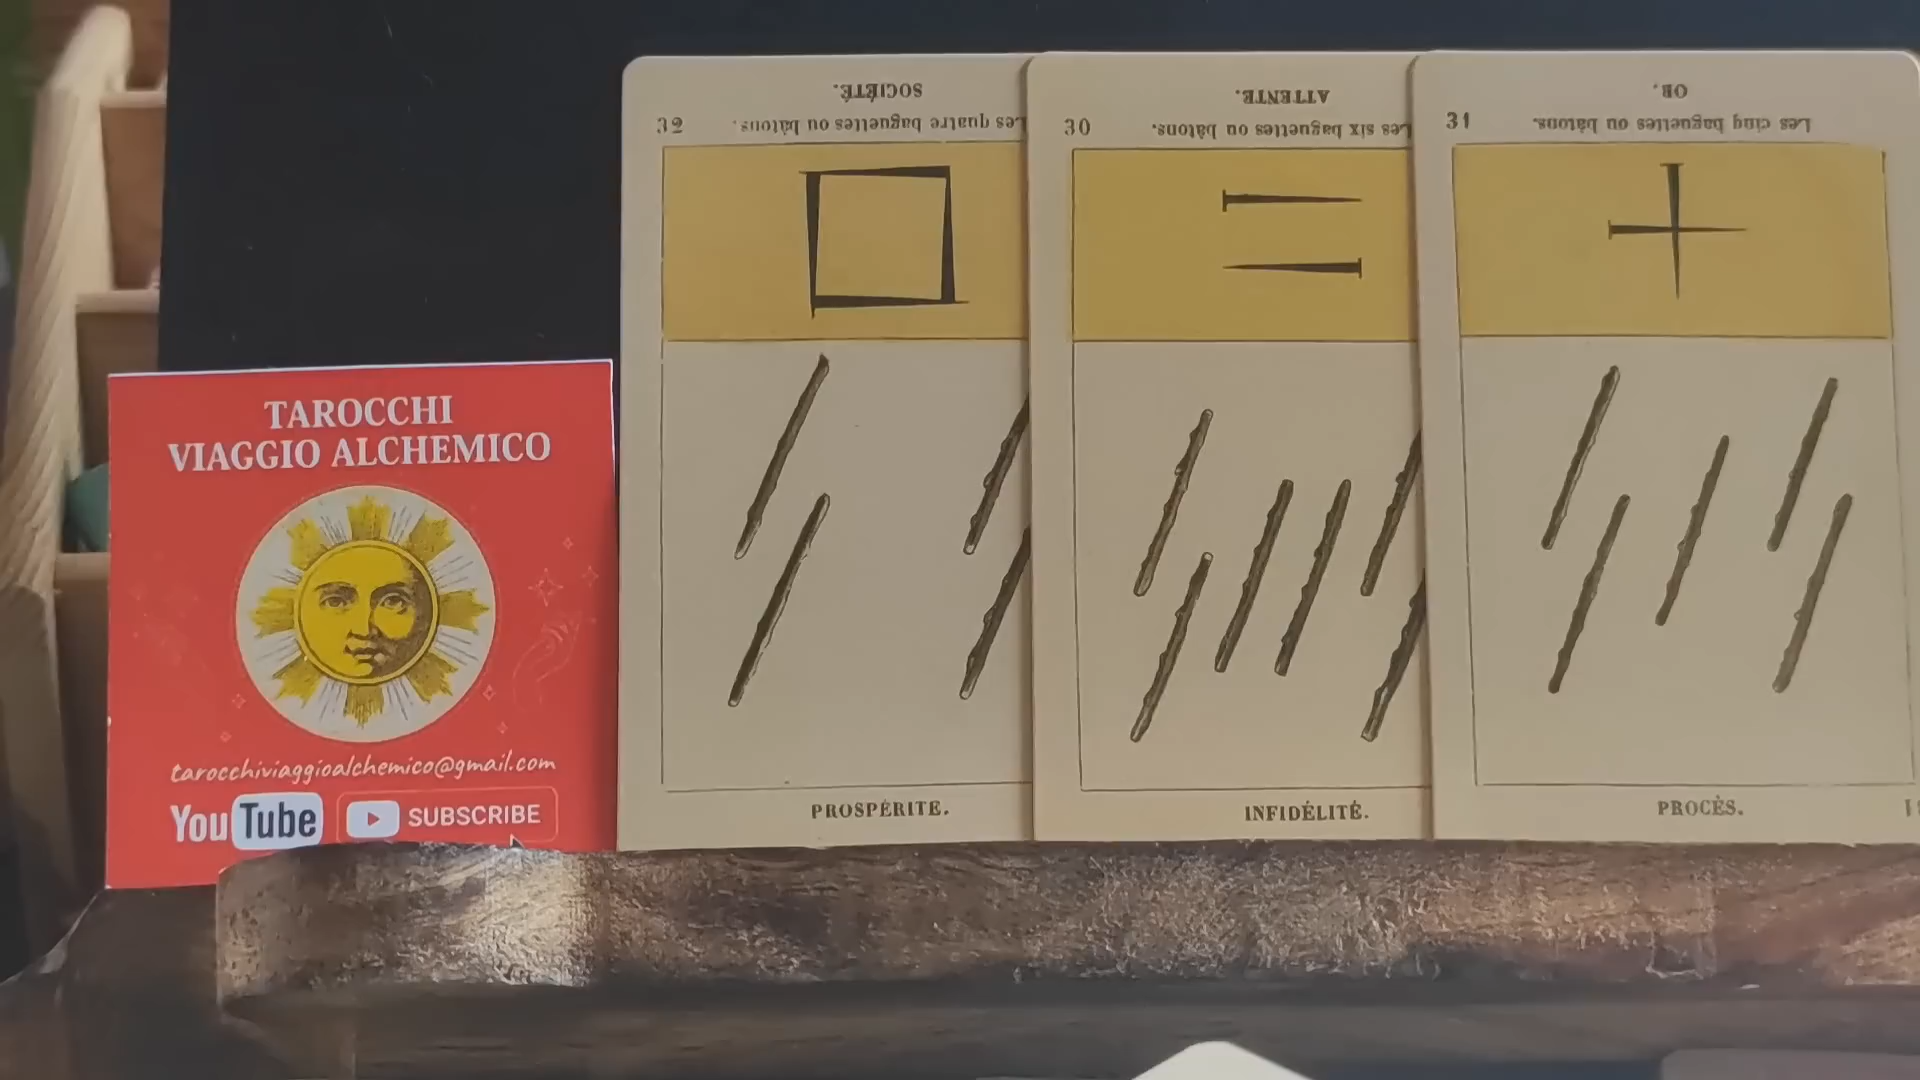 TAROCCHI
VIAGGIO ALCHEMICO
tarocchiviaggioalchemico@gmail.com
YouTube
SUBSCRIBE
SOCIÉTÉ.
32
Les quatre baguettes ou bâtons.
PROSPÉRITE.
ATTENTE.
30
Les six baguettes ou bâtons.
INFIDÉLITÉ.
OR.
31
Les cinq baguettes ou bâtons.
PROCÈS.